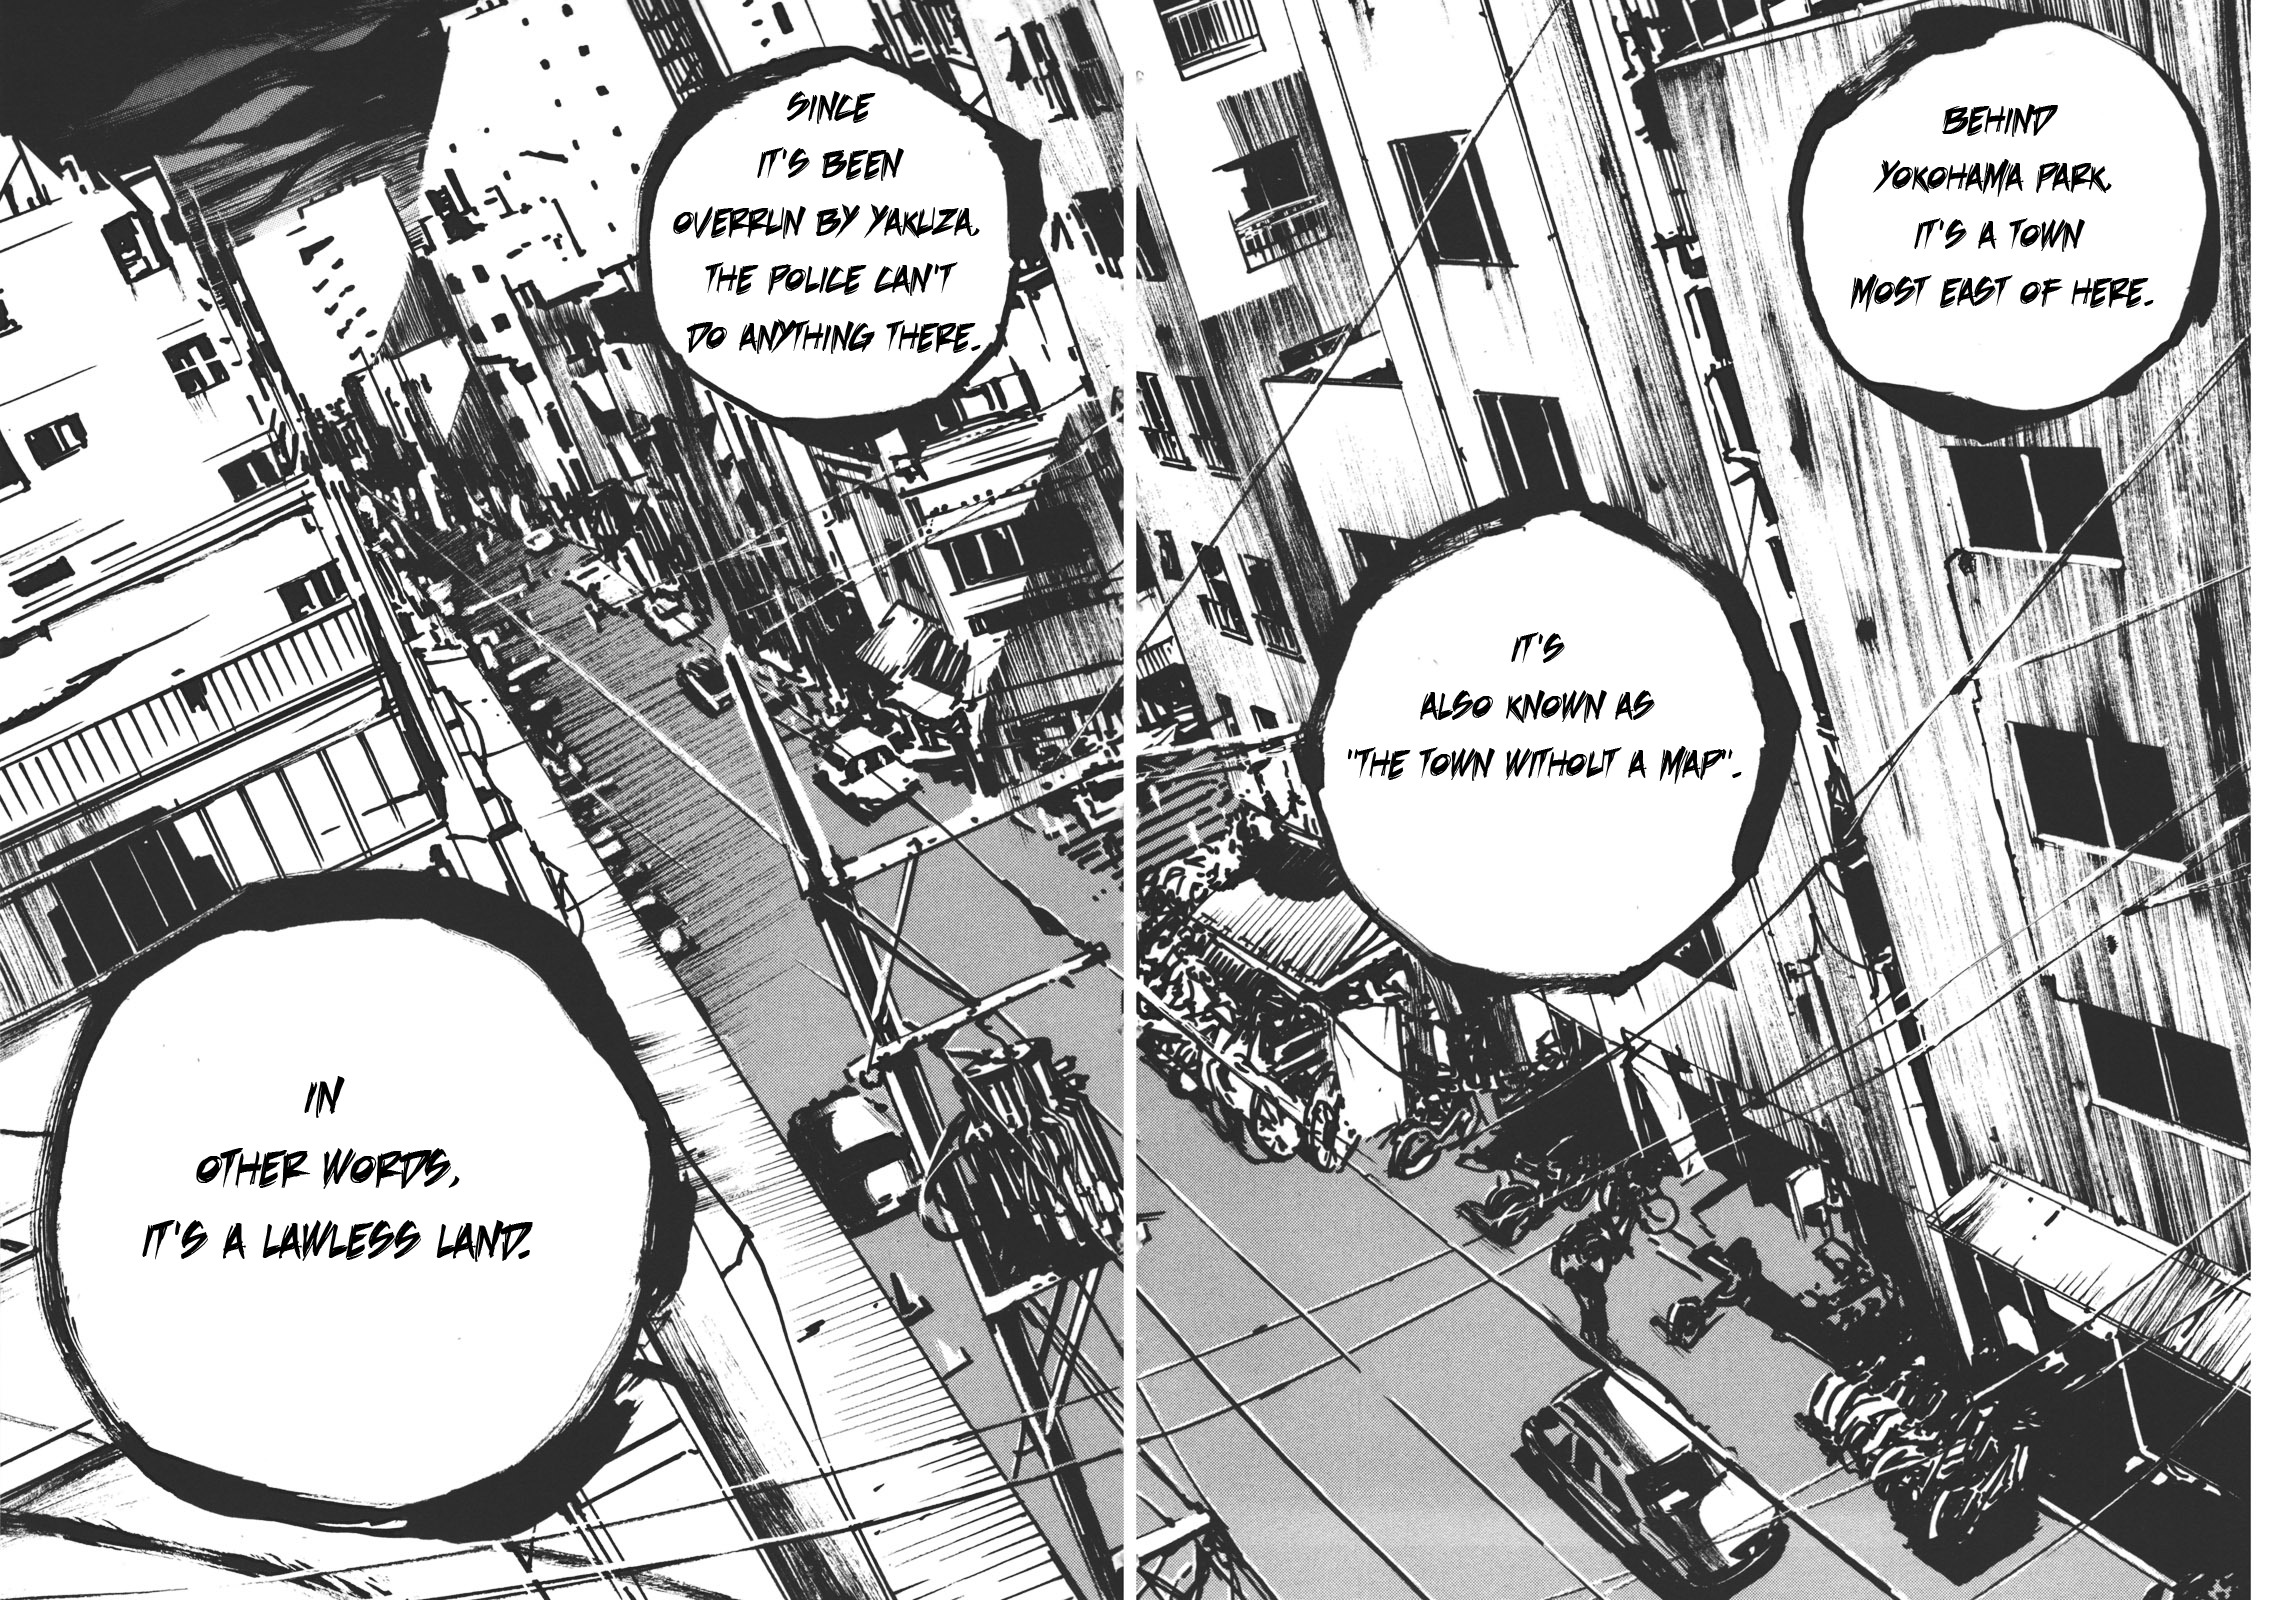 BEHIND
YOKOHAMA PARK,
IT'S A TOWN
MOST EAST OF HERE.
IT'S
ALSO KNOWN AS
"THE TOWN WITHOUT A MAP".
SINCE
IT'S BEEN
OVERRUN BY YAKUZA,
THE POLICE CAN'T
DO ANYTHING THERE.
IN
OTHER WORDS,
IT'S A LAWLESS LAND.